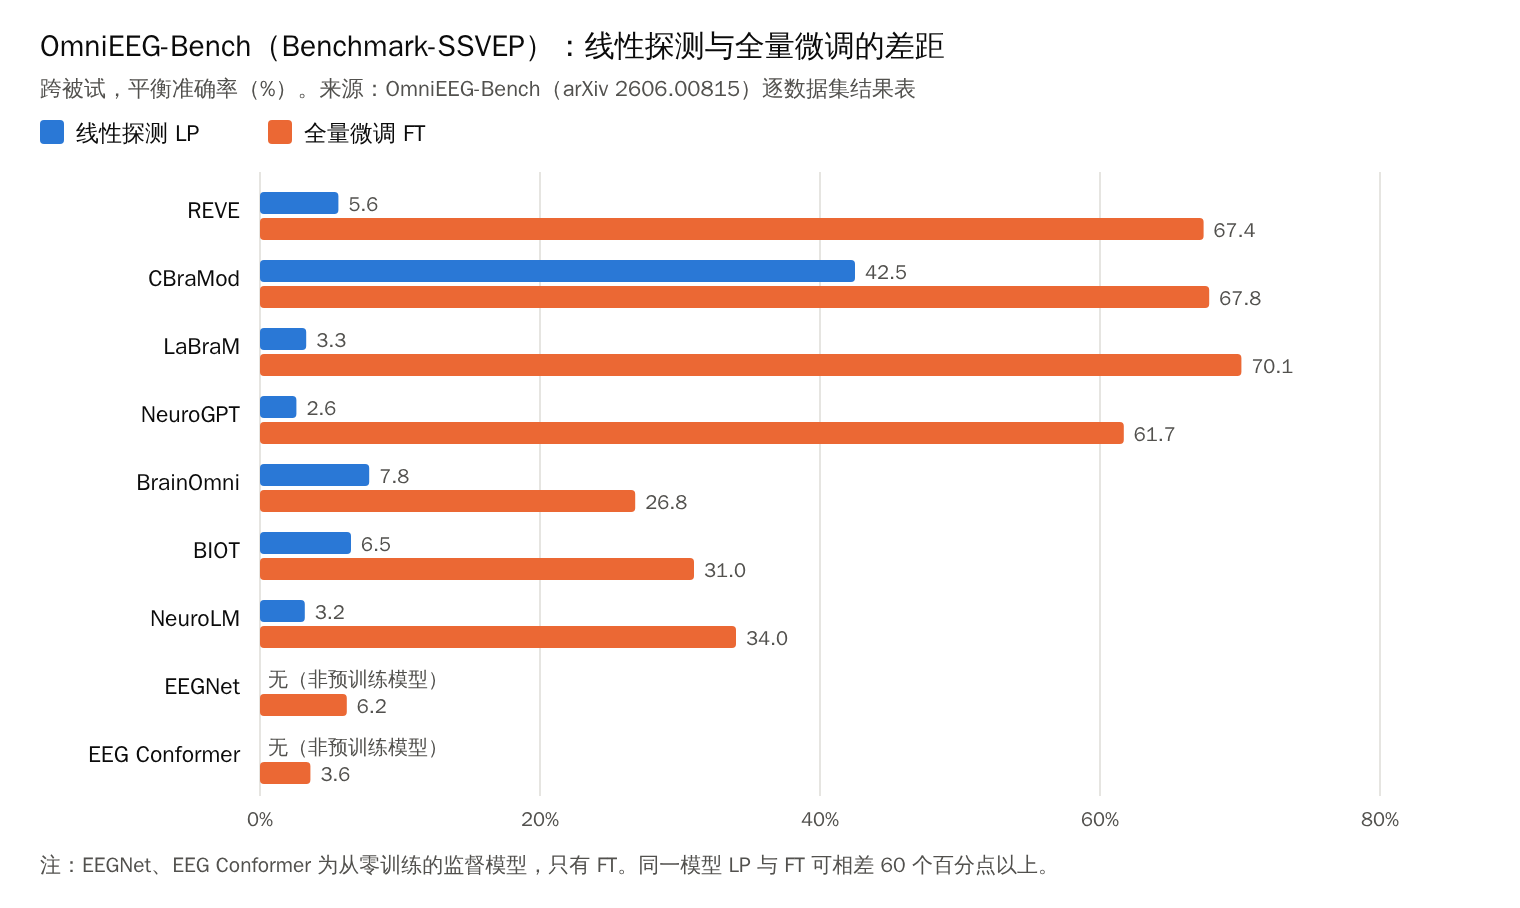 OmniEEG-Bench（Benchmark-SSVEP）：线性探测与全量微调的差距
跨被试，平衡准确率（%）。来源：OmniEEG-Bench（arXiv 2606.00815）逐数据集结果表
线性探测 LP 全量微调 FT
REVE 5.6
67.4
CBraMod 42.5
67.8
LaBraM 3.3
70.1
NeuroGPT 2.6
61.7
BrainOmni 7.8
26.8
BIOT 6.5
31.0
NeuroLM 3.2
34.0
EEGNet 无（非预训练模型）
6.2
EEG Conformer 无（非预训练模型）
3.6
0% 20% 40% 60% 80%
注：EEGNet、EEG Conformer 为从零训练的监督模型，只有 FT。同一模型 LP 与 FT 可相差 60 个百分点以上。